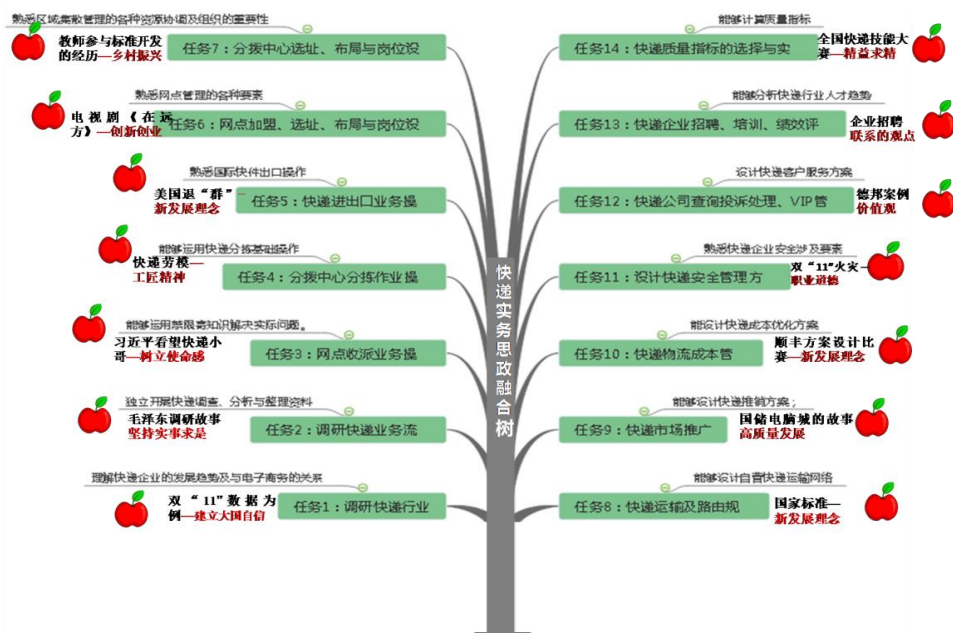 熟悉区域集散管理的各种资源协调及组织的重要性
教师参与标准开发
的经历—乡村振兴
任务7：分拨中心选址、布局与岗位设
熟悉网点管理的各种要素
电视剧《在远
方》—创新创业
任务6：网点加盟、选址、布局与岗位设
熟悉国际快件出口操作
美国退“群”—
新发展理念
任务5：快递进出口业务操
能够运用快递分拣基础操作
快递劳模—
工匠精神
任务4：分拨中心分拣作业操
能够运用禁限寄知识解决实际问题。
习近平看望快递小
哥—树立使命感
任务3：网点收派业务操
独立开展快递调查、分析与整理资料
毛泽东调研故事
坚持实事求是
任务2：调研快递业务流
理解快递企业的发展趋势及与电子商务的关系
双“11”数据为
例—建立大国自信
任务1：调研快递行业
快递实务思政融合树
能够计算质量指标
任务14：快递质量指标的选择与实
全国快递技能大
赛—精益求精
能够分析快递行业人才趋势
任务13：快递企业招聘、培训、绩效评
企业招聘
联系的观点
设计快递客户服务方案
任务12：快递公司查询投诉处理、VIP管
德邦案例
价值观
熟悉快递企业安全涉及要素
任务11：设计快递安全管理方
双“11”火灾—
职业道德
能设计快递成本优化方案
任务10：快递物流成本管
顺丰方案设计比
赛—新发展理念
能够设计快递推销方案；
任务9：快递市场推广
国储电脑城的故事
高质量发展
能够设计自营快递运输网络
任务8：快递运输及路由规
国家标准—
新发展理念